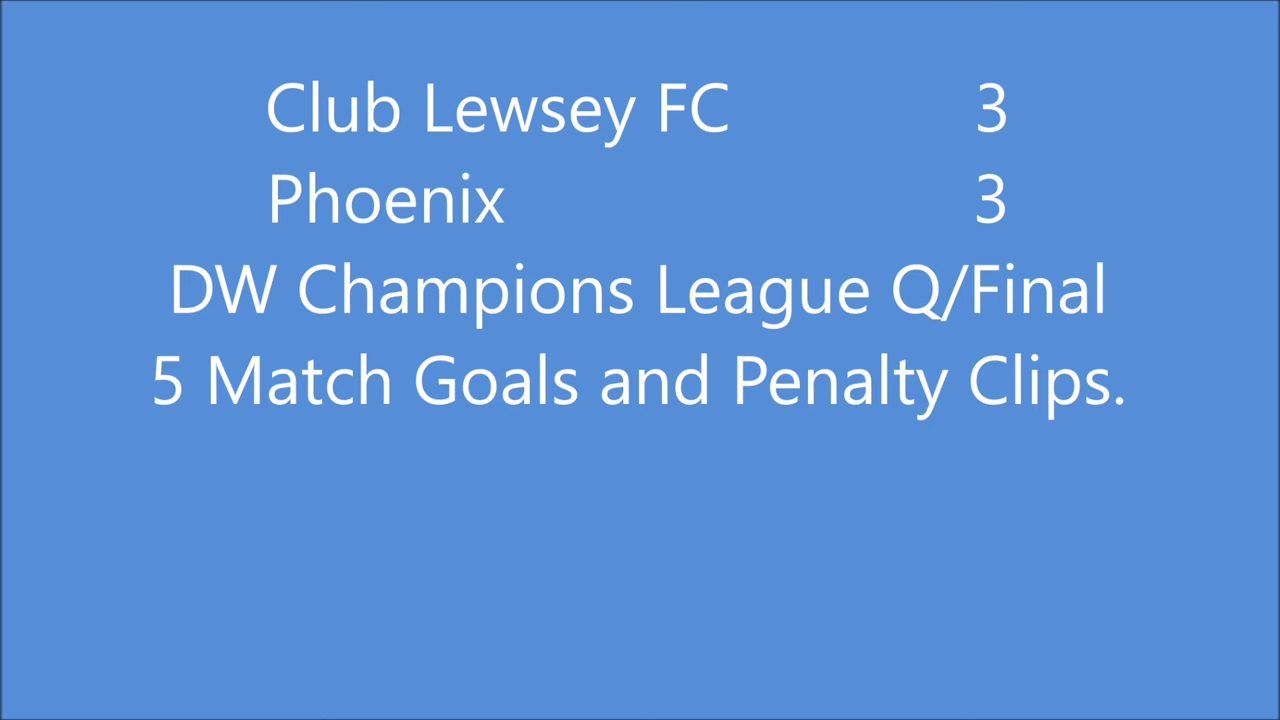 Club Lewsey FC 3
Phoenix 3
DW Champions League Q/Final
5 Match Goals and Penalty Clips.